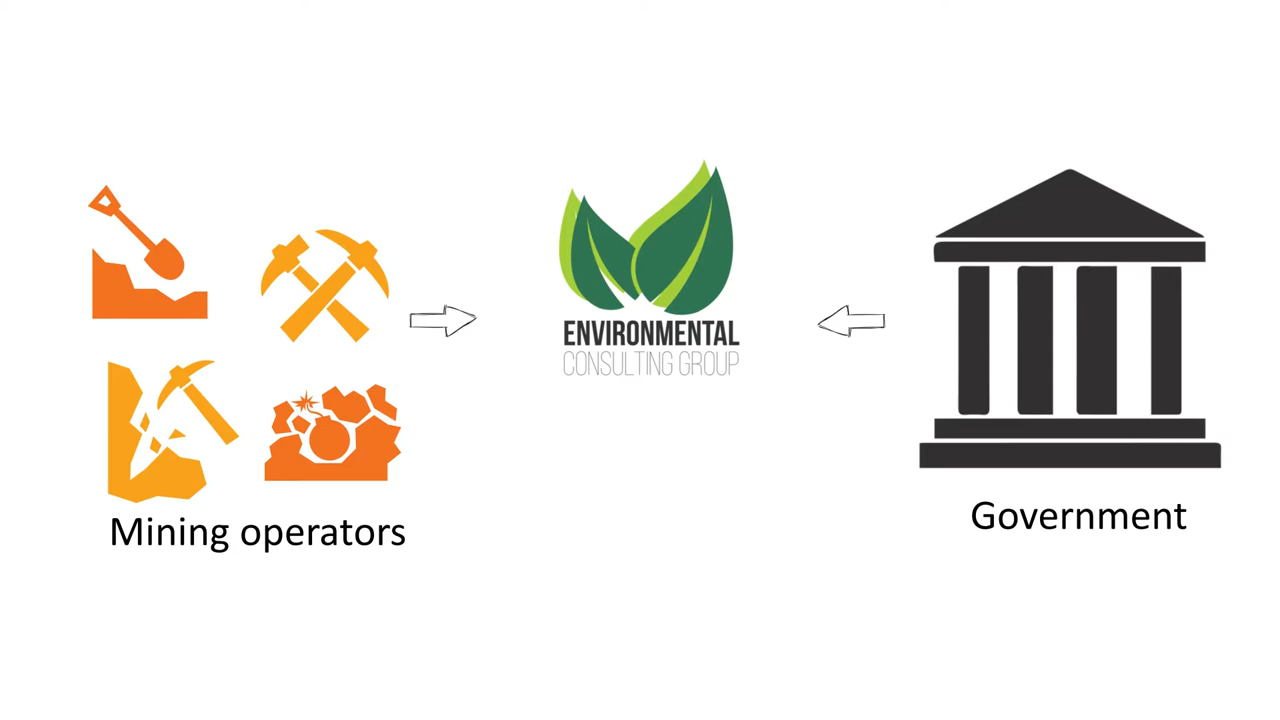 ENVIRONMENTAL
CONSULTING GROUP
Mining operators
Government